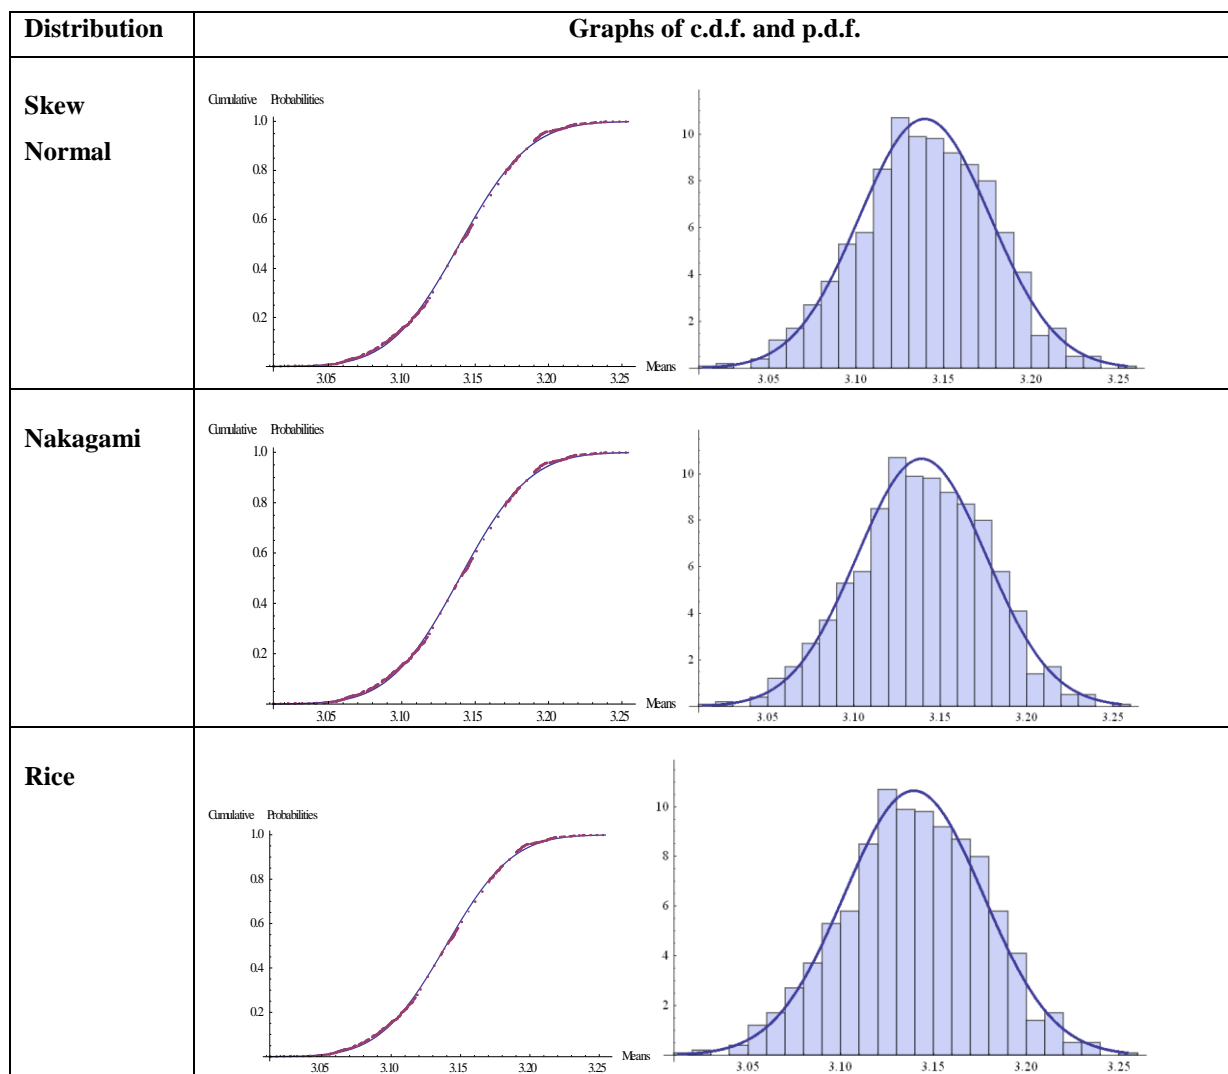 Distribution
Graphs of c.d.f. and p.d.f.
Skew
Normal
Cumulative Probabilities
1.0
0.8
0.6
0.4
0.2
3.05 3.10 3.15 3.20 3.25 Means
10
8
6
4
2
3.05 3.10 3.15 3.20 3.25
Nakagami
Cumulative Probabilities
1.0
0.8
0.6
0.4
0.2
3.05 3.10 3.15 3.20 3.25 Means
10
8
6
4
2
3.05 3.10 3.15 3.20 3.25
Rice
Cumulative Probabilities
1.0
0.8
0.6
0.4
0.2
3.05 3.10 3.15 3.20 3.25 Means
10
8
6
4
2
3.05 3.10 3.15 3.20 3.25